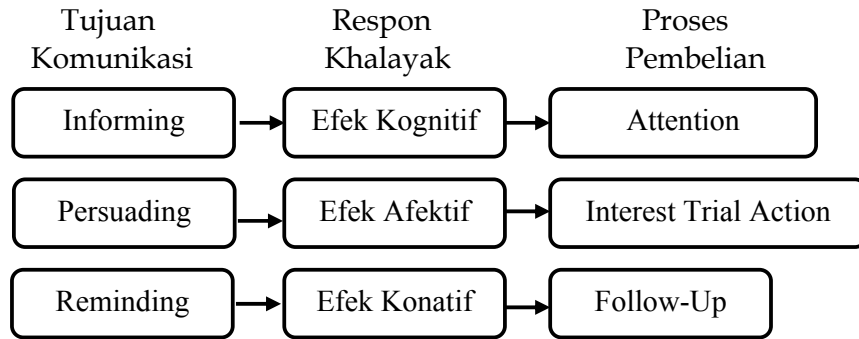 Tujuan Komunikasi
Respon Khalayak
Proses Pembelian
Informing
Efek Kognitif
Attention
Persuading
Efek Afektif
Interest Trial Action
Reminding
Efek Konatif
Follow-Up